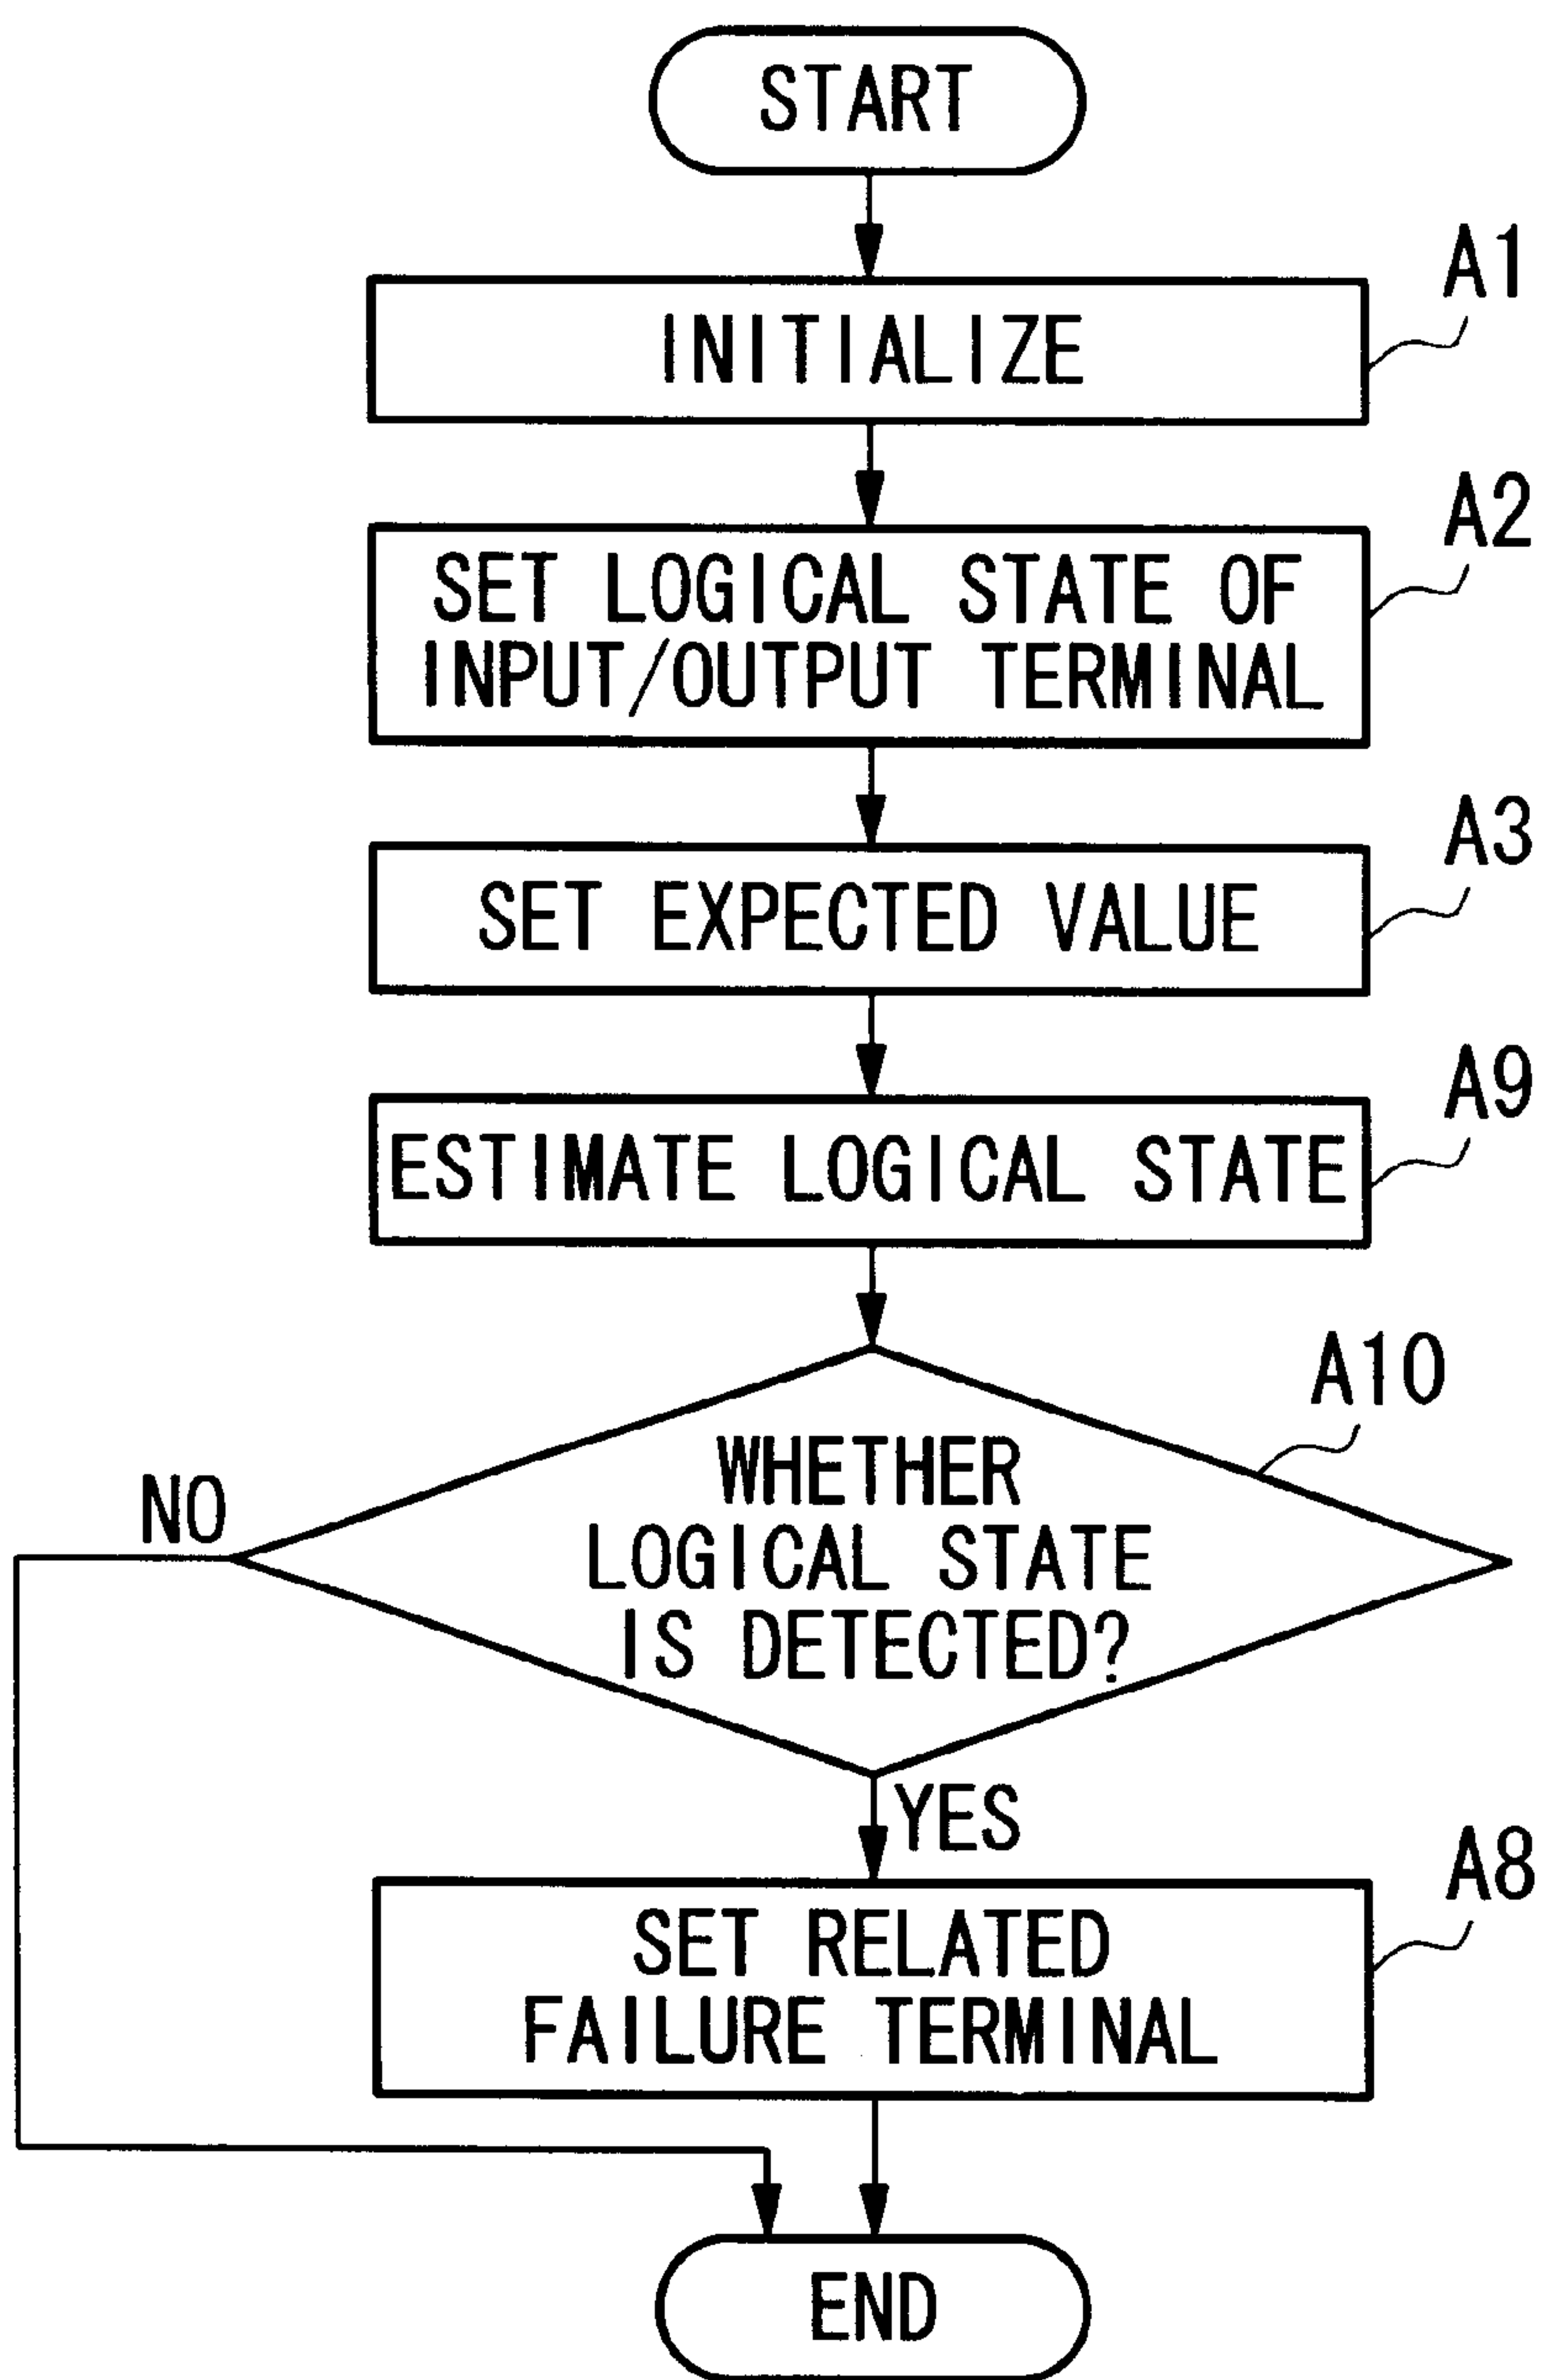 START
A1
INITIALIZE
A2
SET LOGICAL STATE OF
INPUT/OUTPUT TERMINAL
A3
SET EXPECTED VALUE
A9
ESTIMATE LOGICAL STATE
A10
WHETHER
LOGICAL STATE
IS DETECTED?
NO
YES
A8
SET RELATED
FAILURE TERMINAL
END